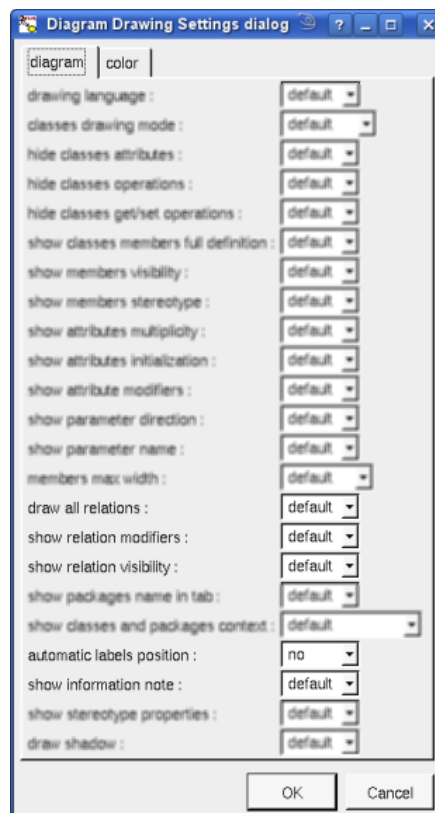 Diagram Drawing Settings dialog
diagram color
drawing language : default
classes drawing mode : default
hide classes attributes : default
hide classes operations : default
hide classes get/set operations : default
show classes members full definition : default
show members visibility : default
show members stereotype : default
show attributes multiplicity : default
show attributes initialization : default
show attribute modifiers : default
show parameter direction : default
show parameter name : default
members max width : default
draw all relations : default
show relation modifiers : default
show relation visibility : default
show packages name in tab : default
show classes and packages context : default
automatic labels position : no
show information note : default
show stereotype properties : default
draw shadow : default
OK Cancel